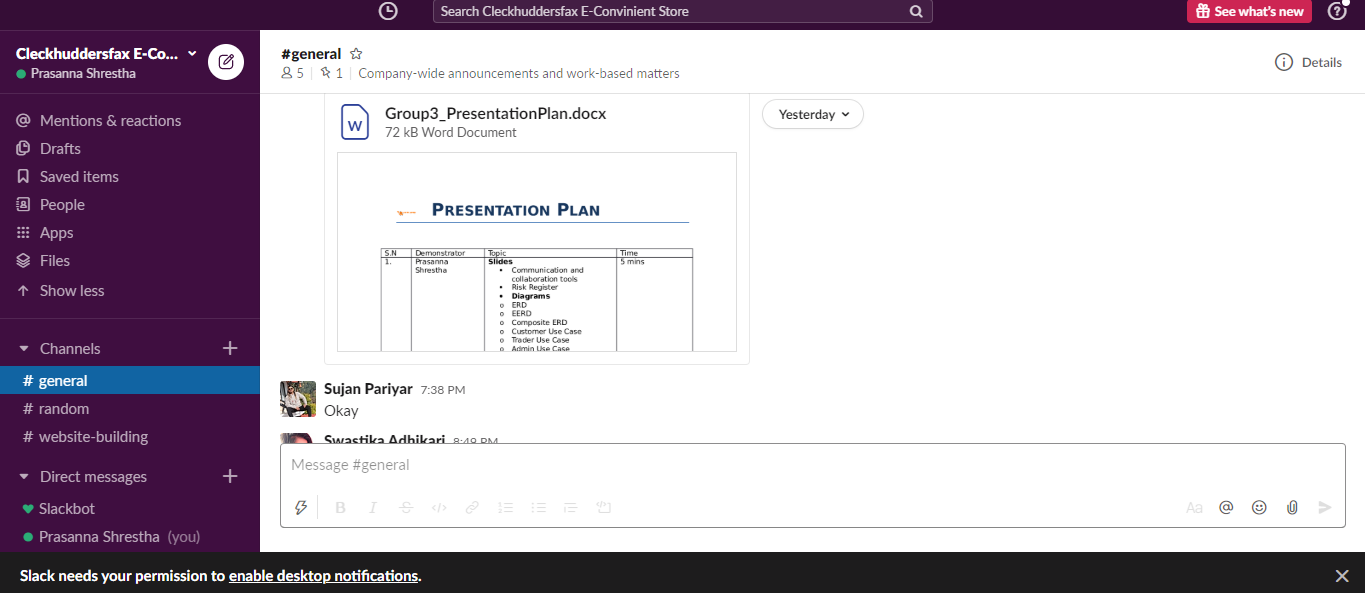 Search Cleckhuddersfax E-Convinient Store
See what's new
Cleckhuddersfax E-Co...
Prasanna Shrestha
Mentions & reactions
Drafts
Saved items
People
Apps
Files
Show less
Channels
# general
# random
# website-building
Direct messages
Slackbot
Prasanna Shrestha (you)
#general
5 | 1 | Company-wide announcements and work-based matters
Details
Yesterday
W
Group3_PresentationPlan.docx
72 kB Word Document
PRESENTATION PLAN
S.N Demonstrator Topic Time
1. Prasanna Shrestha Slides 5 mins
• Communication and
collaboration tools
• Risk Register
• Diagrams
o ERD
o EERD
o Composite ERD
o Customer Use Case
o Trader Use Case
o Admin Use Case
Sujan Pariyar 7:38 PM
Okay
Swastika Adhikari 8:49 PM
Message #general
B I S </> Aa @
Slack needs your permission to enable desktop notifications.